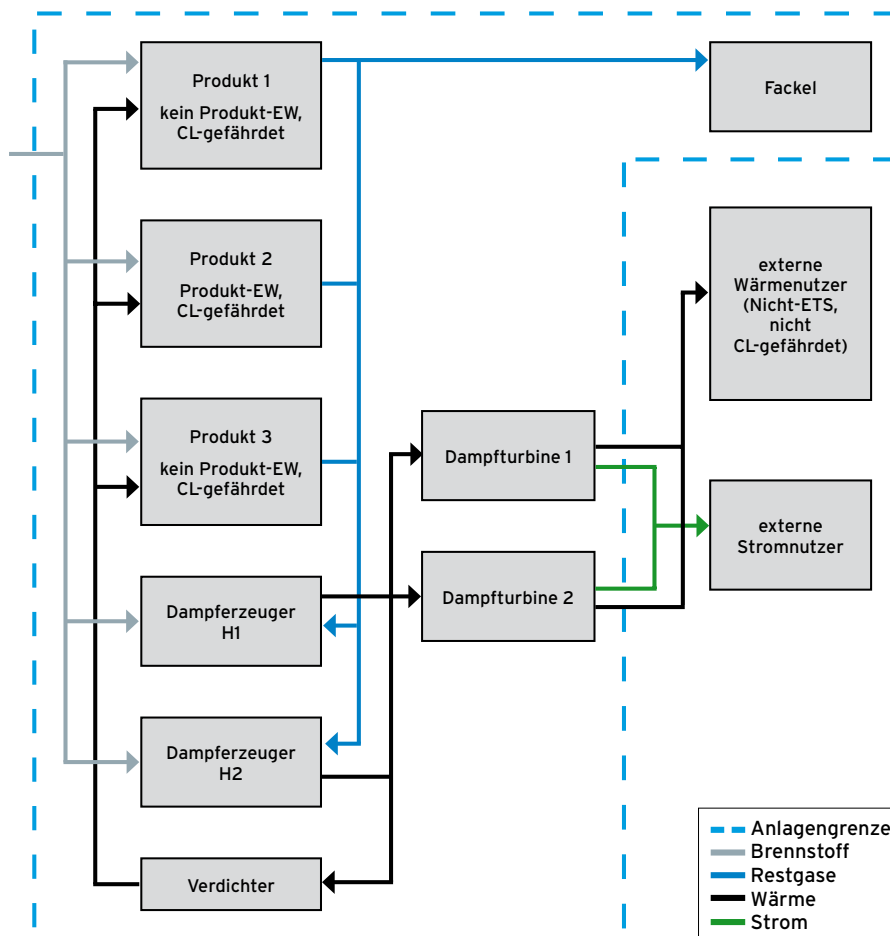 Produkt 1
kein Produkt-EW,
CL-gefährdet
Fackel
Produkt 2
Produkt-EW,
CL-gefährdet
externe
Wärmenutzer
(Nicht-ETS,
nicht
CL-gefährdet)
Produkt 3
kein Produkt-EW,
CL-gefährdet
Dampfturbine 1
externe
Stromnutzer
Dampferzeuger
H1
Dampfturbine 2
Dampferzeuger
H2
Verdichter
Anlagengrenze
Brennstoff
Restgase
Wärme
Strom